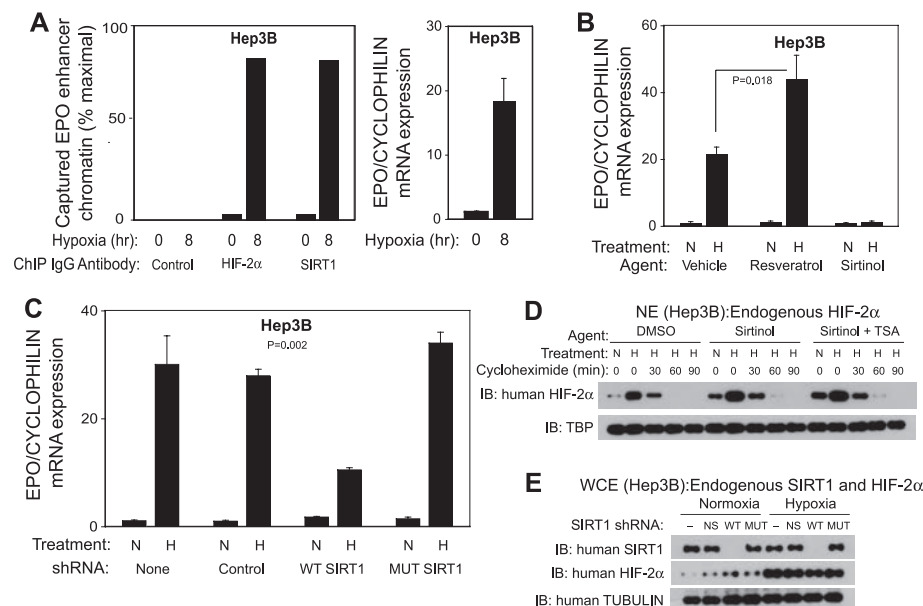 A
Hep3B
Captured EPO enhancer
chromatin (% maximal)
100
50
0
Hypoxia (hr): 0 8 0 8 0 8
ChIP IgG Antibody: Control HIF-2α SIRT1
Hep3B
EPO/CYCLOPHILIN
mRNA expression
30
20
10
0
Hypoxia (hr): 0 8
B
Hep3B
P=0.018
EPO/CYCLOPHILIN
mRNA expression
60
40
20
0
Treatment: N H N H N H
Agent: Vehicle Resveratrol Sirtinol
C
Hep3B
P=0.002
EPO/CYCLOPHILIN
mRNA expression
40
20
0
Treatment: N H N H N H N H
shRNA: None Control WT SIRT1 MUT SIRT1
D
NE (Hep3B):Endogenous HIF-2α
Agent: DMSO Sirtinol Sirtinol + TSA
Treatment: N H H H H N H H H H N H H H H
Cycloheximide (min) 0 0 30 60 90 0 0 30 60 90 0 0 30 60 90
IB: human HIF-2α
IB: TBP
E
WCE (Hep3B):Endogenous SIRT1 and HIF-2α
Normoxia Hypoxia
SIRT1 shRNA: – NS WT MUT – NS WT MUT
IB: human SIRT1
IB: human HIF-2α
IB: human TUBULIN